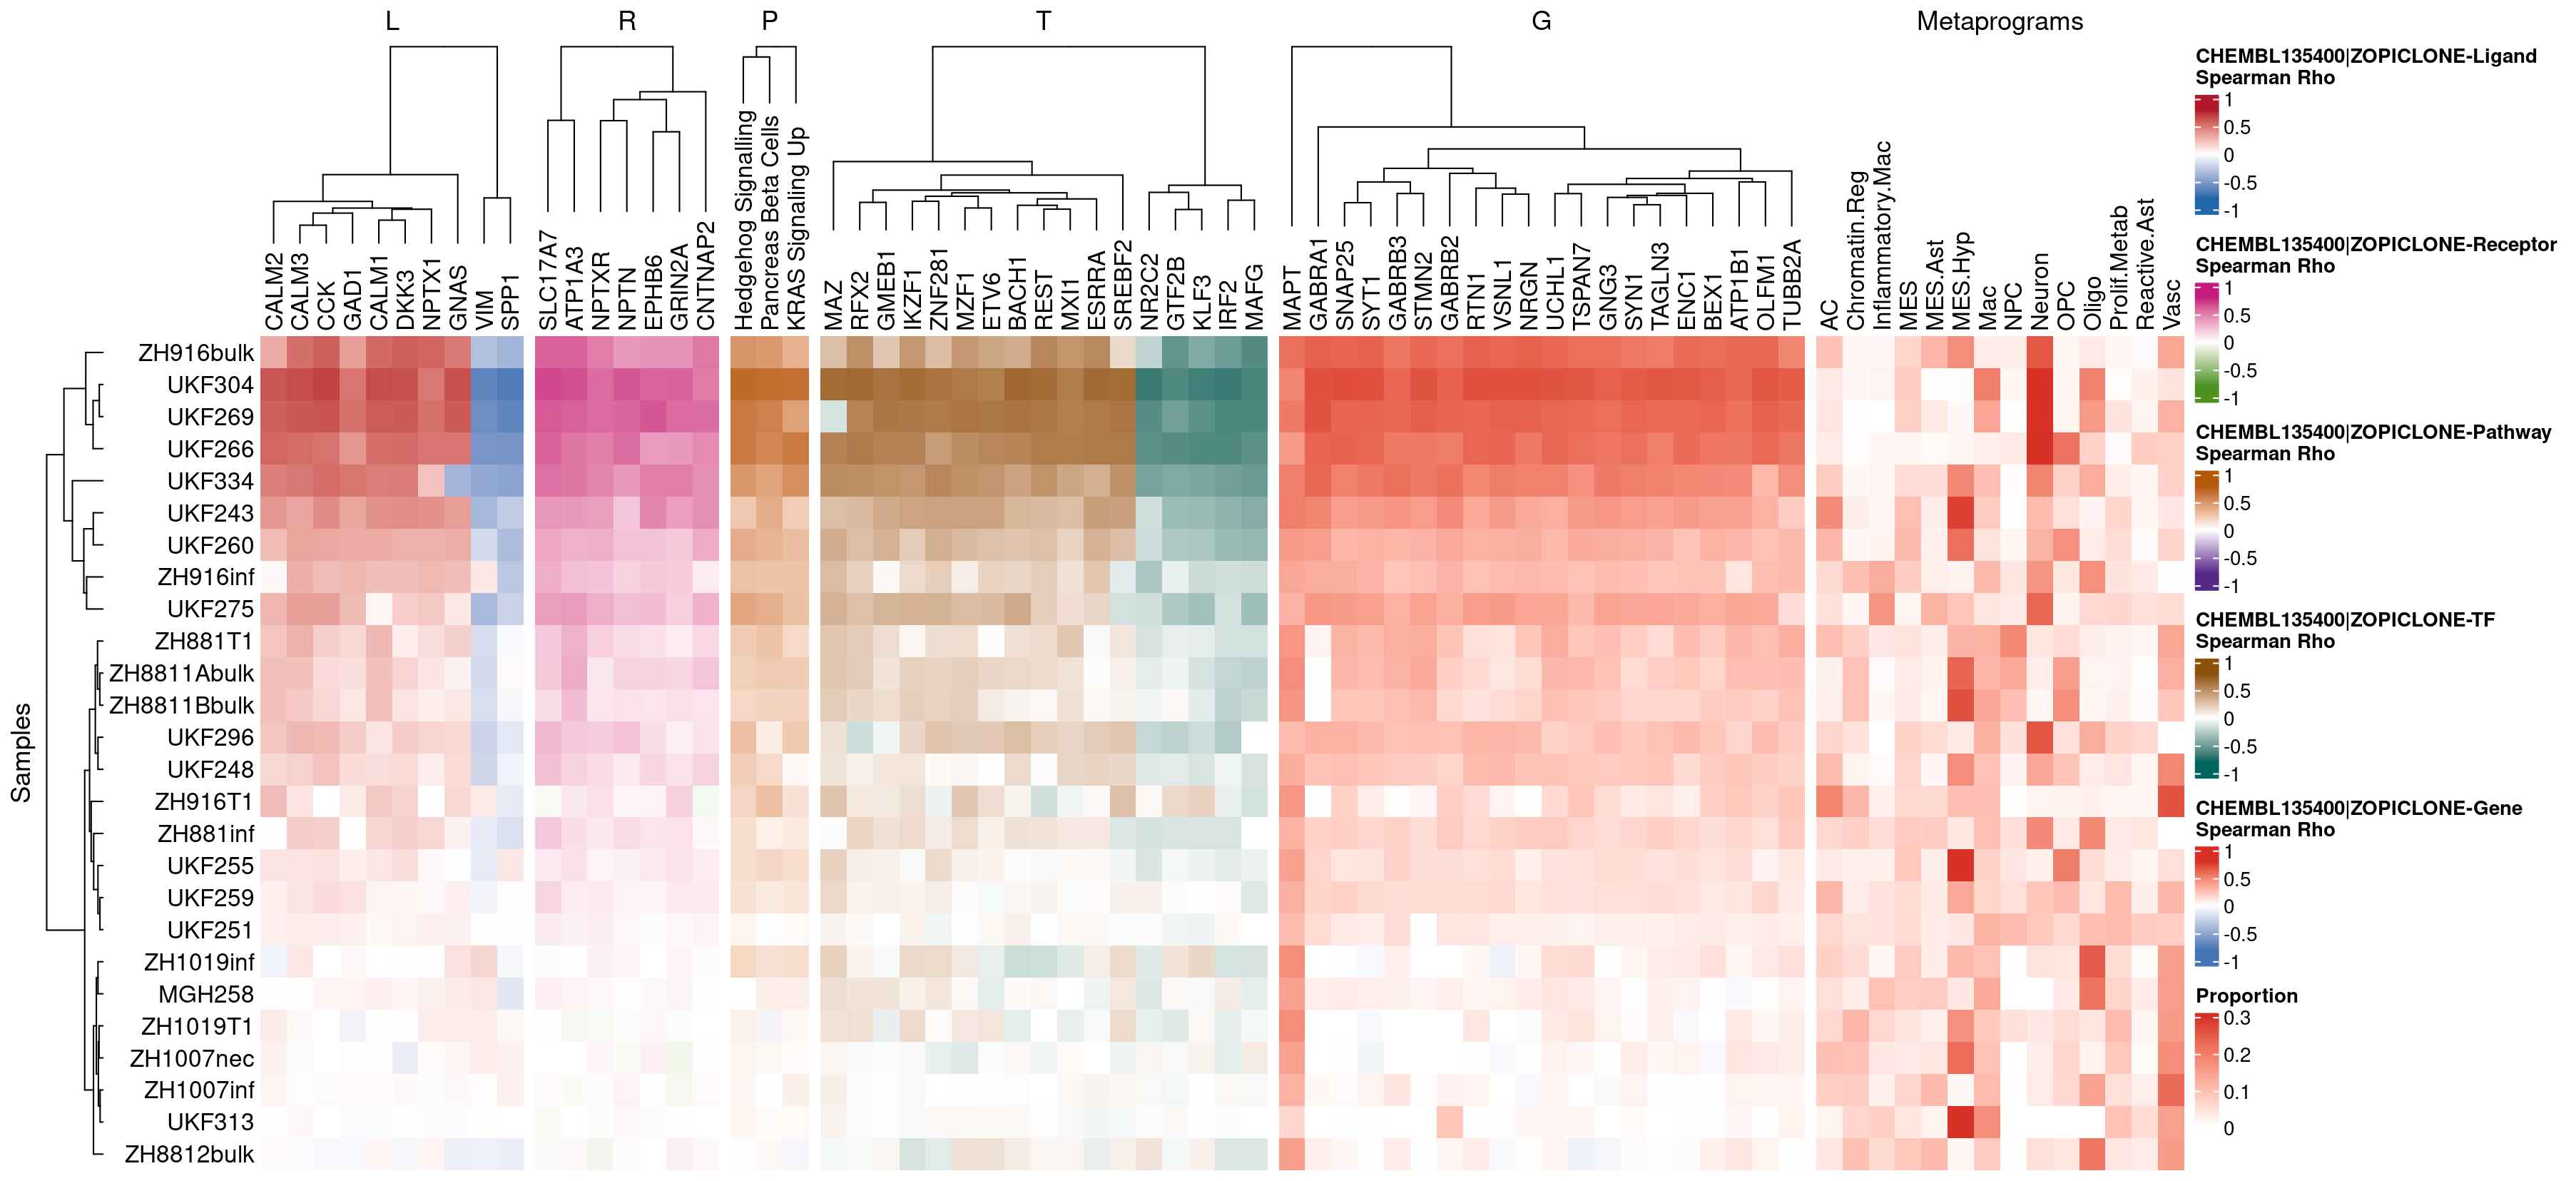 L R P T G Metaprograms
CALM2
CALM3
CCK
GAD1
CALM1
DKK3
NPTX1
GNAS
VIM
SPP1
SLC17A7
ATP1A3
NPTXR
NPTN
EPHB6
GRIN2A
CNTNAP2
Hedgehog Signalling
Pancreas Beta Cells
KRAS Signaling Up
MAZ
RFX2
GMEB1
IKZF1
ZNF281
MZF1
ETV6
BACH1
REST
MXI1
ESRRA
SREBF2
NR2C2
GTF2B
KLF3
IRF2
MAFG
MAPT
GABRA1
SNAP25
SYT1
GABRB3
STMN2
GABRB2
RTN1
VSNL1
NRGN
UCHL1
TSPAN7
GNG3
SYN1
TAGLN3
ENC1
BEX1
ATP1B1
OLFM1
TUBB2A
AC
Chromatin.Reg
Inflammatory.Mac
MES
MES.Ast
MES.Hyp
Mac
NPC
Neuron
OPC
Oligo
Prolif.Metab
Reactive.Ast
Vasc
Samples
ZH916bulk
UKF304
UKF269
UKF266
UKF334
UKF243
UKF260
ZH916inf
UKF275
ZH881T1
ZH8811Abulk
ZH8811Bbulk
UKF296
UKF248
ZH916T1
ZH881inf
UKF255
UKF259
UKF251
ZH1019inf
MGH258
ZH1019T1
ZH1007nec
ZH1007inf
UKF313
ZH8812bulk
CHEMBL135400|ZOPICLONE-Ligand
Spearman Rho
1
0.5
0
-0.5
-1
CHEMBL135400|ZOPICLONE-Receptor
Spearman Rho
1
0.5
0
-0.5
-1
CHEMBL135400|ZOPICLONE-Pathway
Spearman Rho
1
0.5
0
-0.5
-1
CHEMBL135400|ZOPICLONE-TF
Spearman Rho
1
0.5
0
-0.5
-1
CHEMBL135400|ZOPICLONE-Gene
Spearman Rho
1
0.5
0
-0.5
-1
Proportion
0.3
0.2
0.1
0